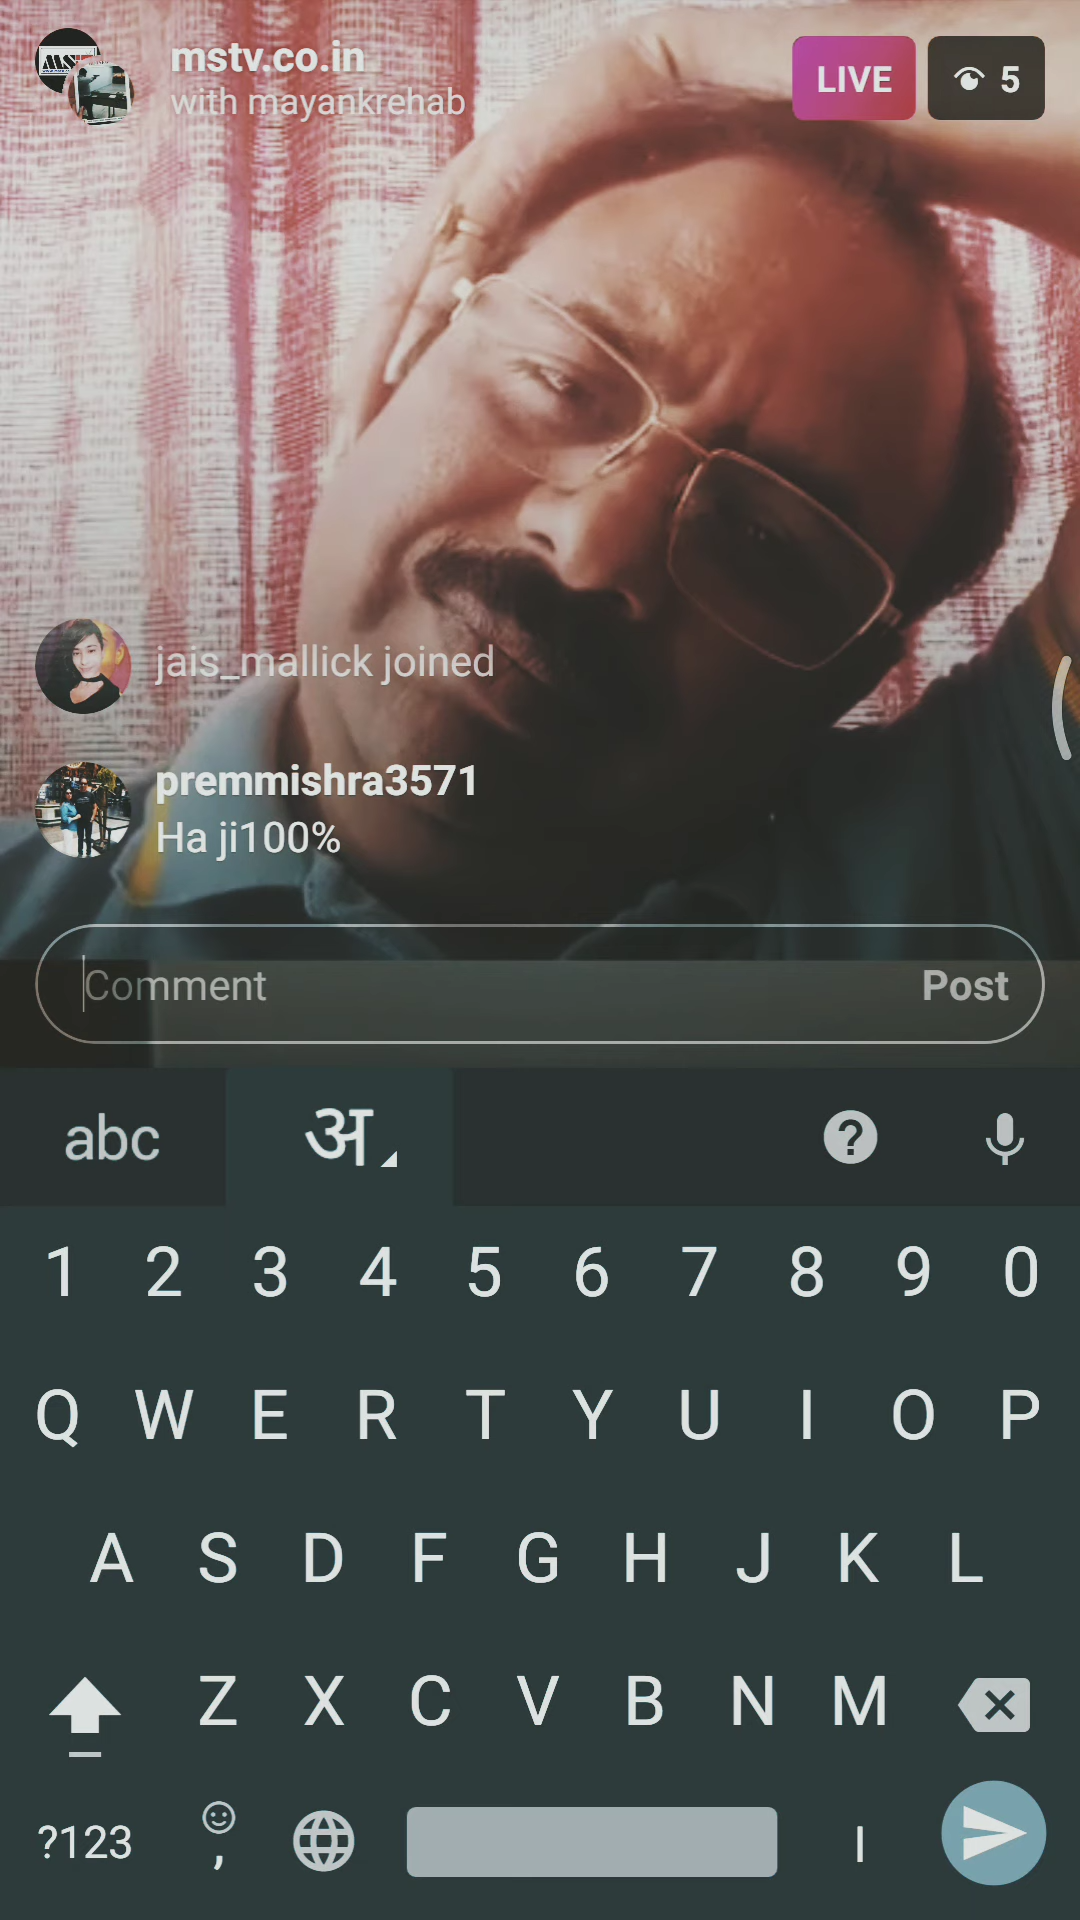 MS
mstv.co.in
with mayankrehab
LIVE
5
jais_mallick joined
premmishra3571
Ha ji100%
Comment
Post
abc
अ
?
1 2 3 4 5 6 7 8 9 0
Q W E R T Y U I O P
A S D F G H J K L
Z X C V B N M
?123
,
।